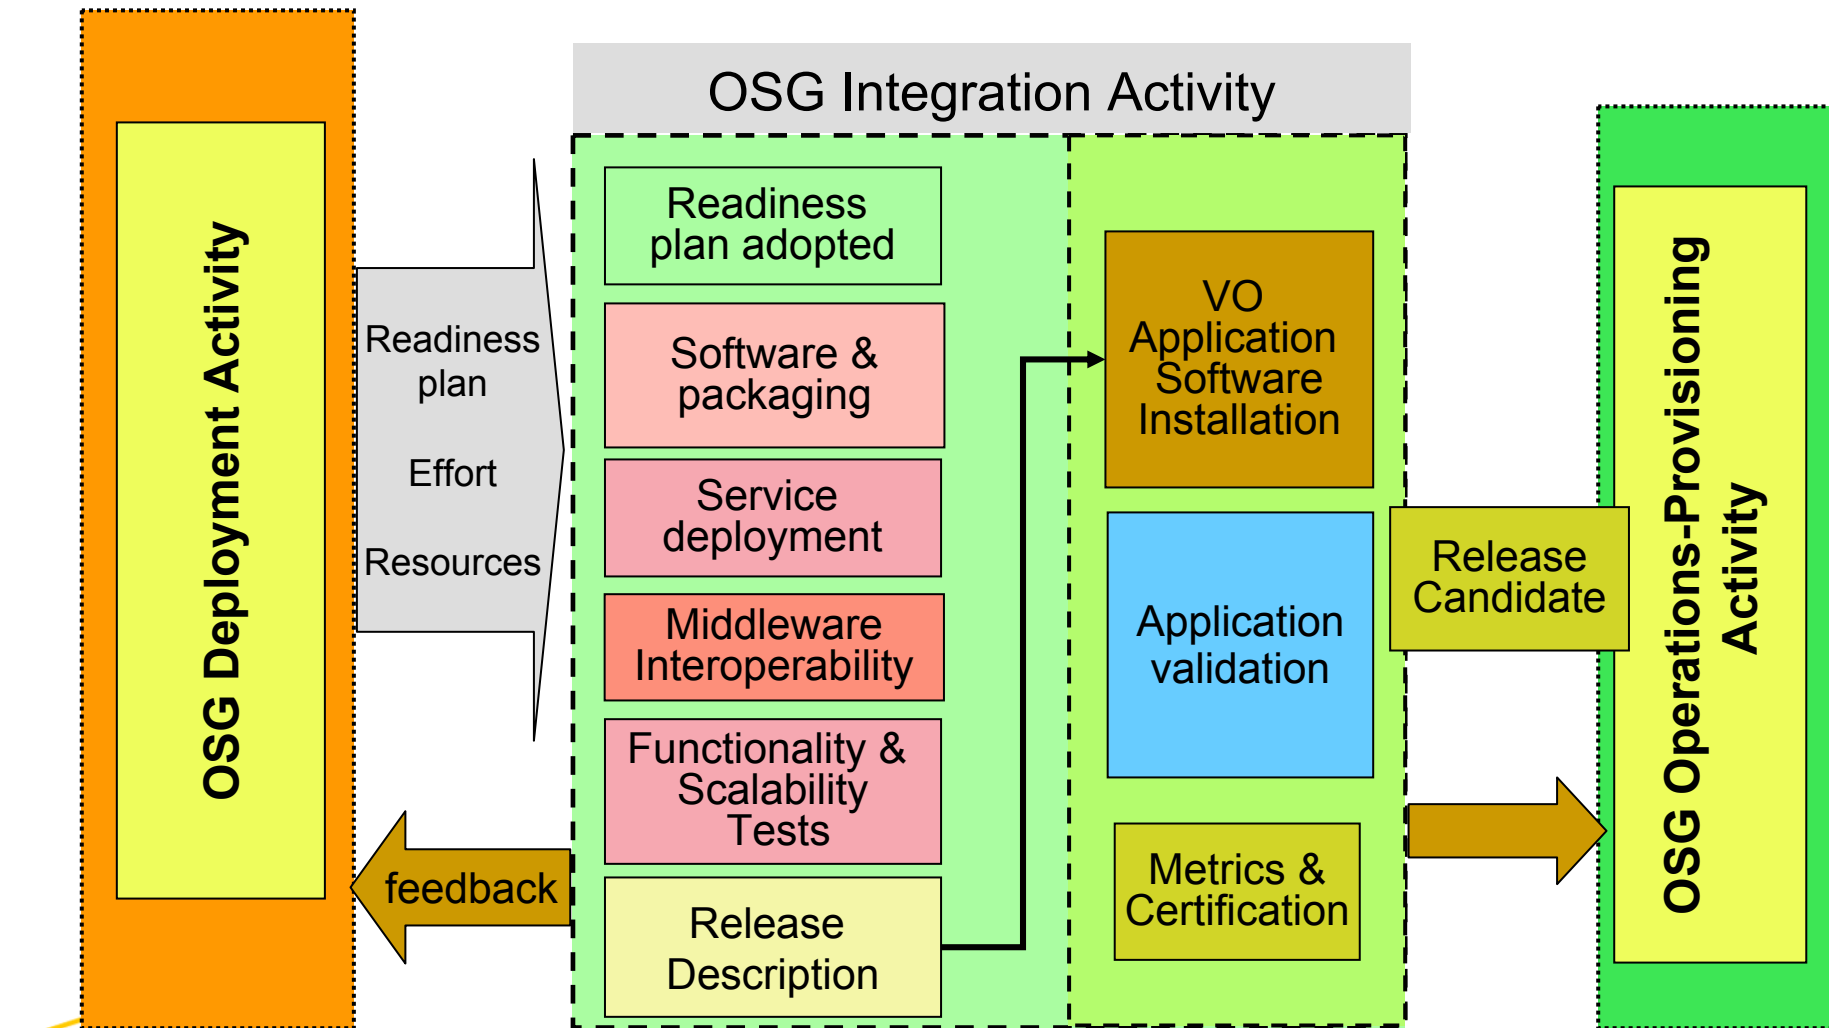 OSG Integration Activity
OSG Deployment Activity
Readiness
plan
Effort
Resources
feedback
Readiness
plan adopted
Software &
packaging
Service
deployment
Middleware
Interoperability
Functionality &
Scalability
Tests
Release
Description
VO
Application
Software
Installation
Application
validation
Metrics &
Certification
Release
Candidate
OSG Operations-Provisioning
Activity